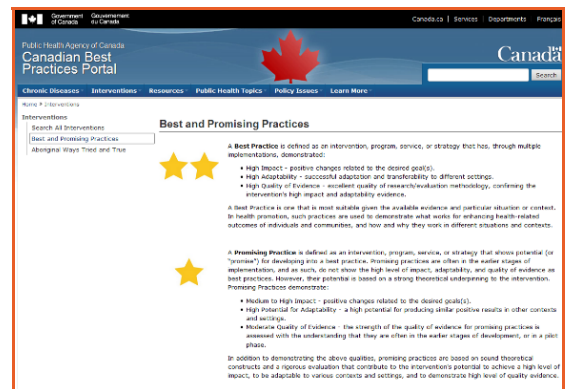 Government of Canada Gouvernement du Canada
Canada.ca | Services | Departments Français
Public Health Agency of Canada
Canadian Best
Practices Portal
Canada
Search
Chronic Diseases Interventions Resources Public Health Topics Policy Issues Learn More
Home > Interventions
Interventions
Search All Interventions
Best and Promising Practices
Aboriginal Ways Tried and True
Best and Promising Practices
A Best Practice is defined as an intervention, program, service, or strategy that has, through multiple
implementations, demonstrated:
• High Impact - positive changes related to the desired goal(s).
• High Adaptability - successful adaptation and transferability to different settings.
• High Quality of Evidence - excellent quality of research/evaluation methodology, confirming the
intervention's high impact and adaptability evidence.
A Best Practice is one that is most suitable given the available evidence and particular situation or context.
In health promotion, such practices are used to demonstrate what works for enhancing health-related
outcomes of individuals and communities, and how and why they work in different situations and contexts.
A Promising Practice is defined as an intervention, program, service, or strategy that shows potential (or
"promise") for developing into a best practice. Promising practices are often in the earlier stages of
implementation, and as such, do not show the high level of impact, adaptability, and quality of evidence as
best practices. However, their potential is based on a strong theoretical underpinning to the intervention.
Promising Practices demonstrate:
• Medium to High Impact - positive changes related to the desired goals(s).
• High Potential for Adaptability - a high potential for producing similar positive results in other contexts
and settings.
• Moderate Quality of Evidence - the strength of the quality of evidence for promising practices is
assessed with the understanding that they are often in the earlier stages of development, or in a pilot
phase.
In addition to demonstrating the above qualities, promising practices are based on sound theoretical
constructs and a rigorous evaluation that contribute to the intervention's potential to achieve a high level of
impact, to be adaptable to various contexts and settings, and to demonstrate high level of quality evidence.